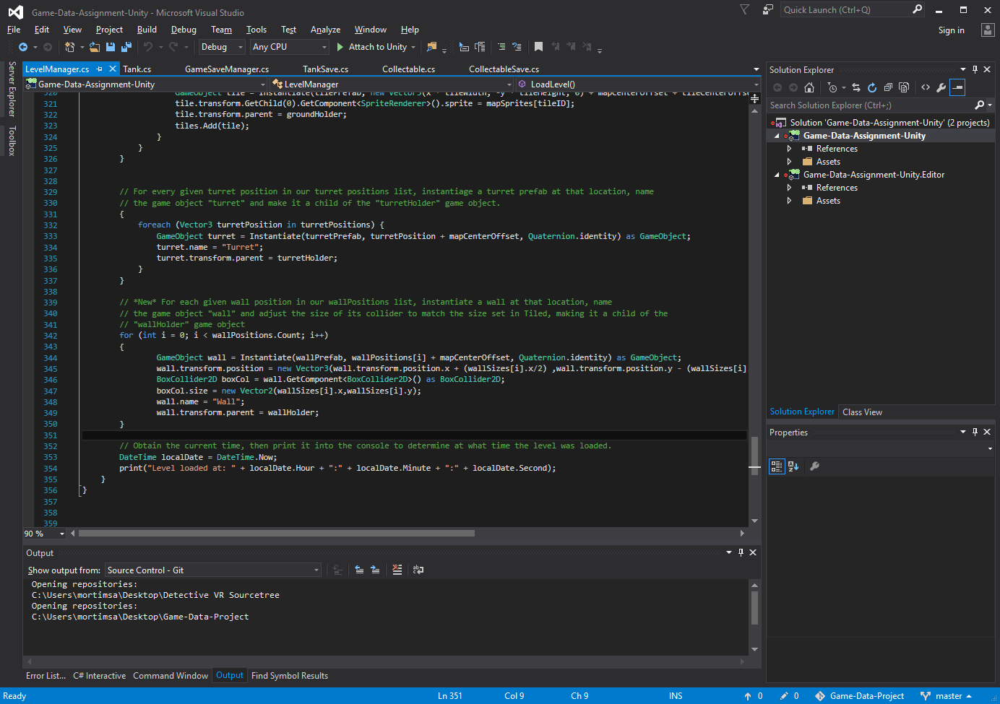 Game-Data-Assignment-Unity - Microsoft Visual Studio
Quick Launch (Ctrl+Q)
File Edit View Project Build Debug Team Tools Test Analyze Window Help
Sign in
Debug Any CPU Attach to Unity
Server Explorer
Toolbox
LevelManager.cs Tank.cs GameSaveManager.cs TankSave.cs Collectable.cs CollectableSave.cs
Game-Data-Assignment-Unity LevelManager LoadLevel()
320 GameObject tile = Instantiate(tilePrefab, new Vector3(x * tileWidth, -y * tileHeight, 0) + mapCenterOffset + tileCenterOffs
321 tile.transform.GetChild(0).GetComponent<SpriteRenderer>().sprite = mapSprites[tileID];
322 tile.transform.parent = groundHolder;
323 tiles.Add(tile);
324 }
325 }
326 }
327
328
329 // For every given turret position in our turret positions list, instantiage a turret prefab at that location, name
330 // the game object "turret" and make it a child of the "turretHolder" game object.
331 {
332 foreach (Vector3 turretPosition in turretPositions) {
333 GameObject turret = Instantiate(turretPrefab, turretPosition + mapCenterOffset, Quaternion.identity) as GameObject;
334 turret.name = "Turret";
335 turret.transform.parent = turretHolder;
336 }
337 }
338
339 // *New* For each given wall position in our wallPositions list, instantiate a wall at that location, name
340 // the game object "wall" and adjust the size of its collider to match the size set in Tiled, making it a child of the
341 // "wallHolder" game object
342 for (int i = 0; i < wallPositions.Count; i++)
343 {
344 GameObject wall = Instantiate(wallPrefab, wallPositions[i] + mapCenterOffset, Quaternion.identity) as GameObject;
345 wall.transform.position = new Vector3(wall.transform.position.x + (wallSizes[i].x/2) ,wall.transform.position.y - (wallSizes[i]
346 BoxCollider2D boxCol = wall.GetComponent<BoxCollider2D>() as BoxCollider2D;
347 boxCol.size = new Vector2(wallSizes[i].x,wallSizes[i].y);
348 wall.name = "Wall";
349 wall.transform.parent = wallHolder;
350 }
351
352 // Obtain the current time, then print it into the console to determine at what time the level was loaded.
353 DateTime localDate = DateTime.Now;
354 print("Level loaded at: " + localDate.Hour + ":" + localDate.Minute + ":" + localDate.Second);
355 }
356 }
357
358
359
90 %
Solution Explorer
Search Solution Explorer (Ctrl+;)
Solution 'Game-Data-Assignment-Unity' (2 projects)
Game-Data-Assignment-Unity
References
Assets
Game-Data-Assignment-Unity.Editor
References
Assets
Solution Explorer Class View
Properties
Output
Show output from: Source Control - Git
Opening repositories:
C:\Users\mortimsa\Desktop\Detective VR Sourcetree
Opening repositories:
C:\Users\mortimsa\Desktop\Game-Data-Project
Error List... C# Interactive Command Window Output Find Symbol Results
Ready Ln 351 Col 9 Ch 9 INS 0 0 Game-Data-Project master